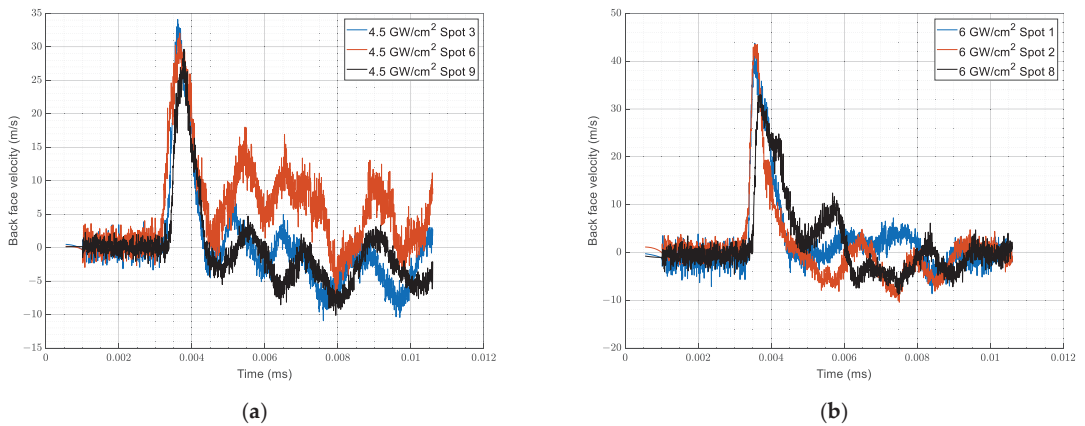 35
30
25
20
15
10
5
0
−5
−10
−15
0
0.002
0.004
0.006
0.008
0.01
0.012
Back face velocity (m/s)
Time (ms)
4.5 GW/cm² Spot 3
4.5 GW/cm² Spot 6
4.5 GW/cm² Spot 9
(a)
50
40
30
20
10
0
−10
−20
0
0.002
0.004
0.006
0.008
0.01
0.012
Back face velocity (m/s)
Time (ms)
6 GW/cm² Spot 1
6 GW/cm² Spot 2
6 GW/cm² Spot 8
(b)